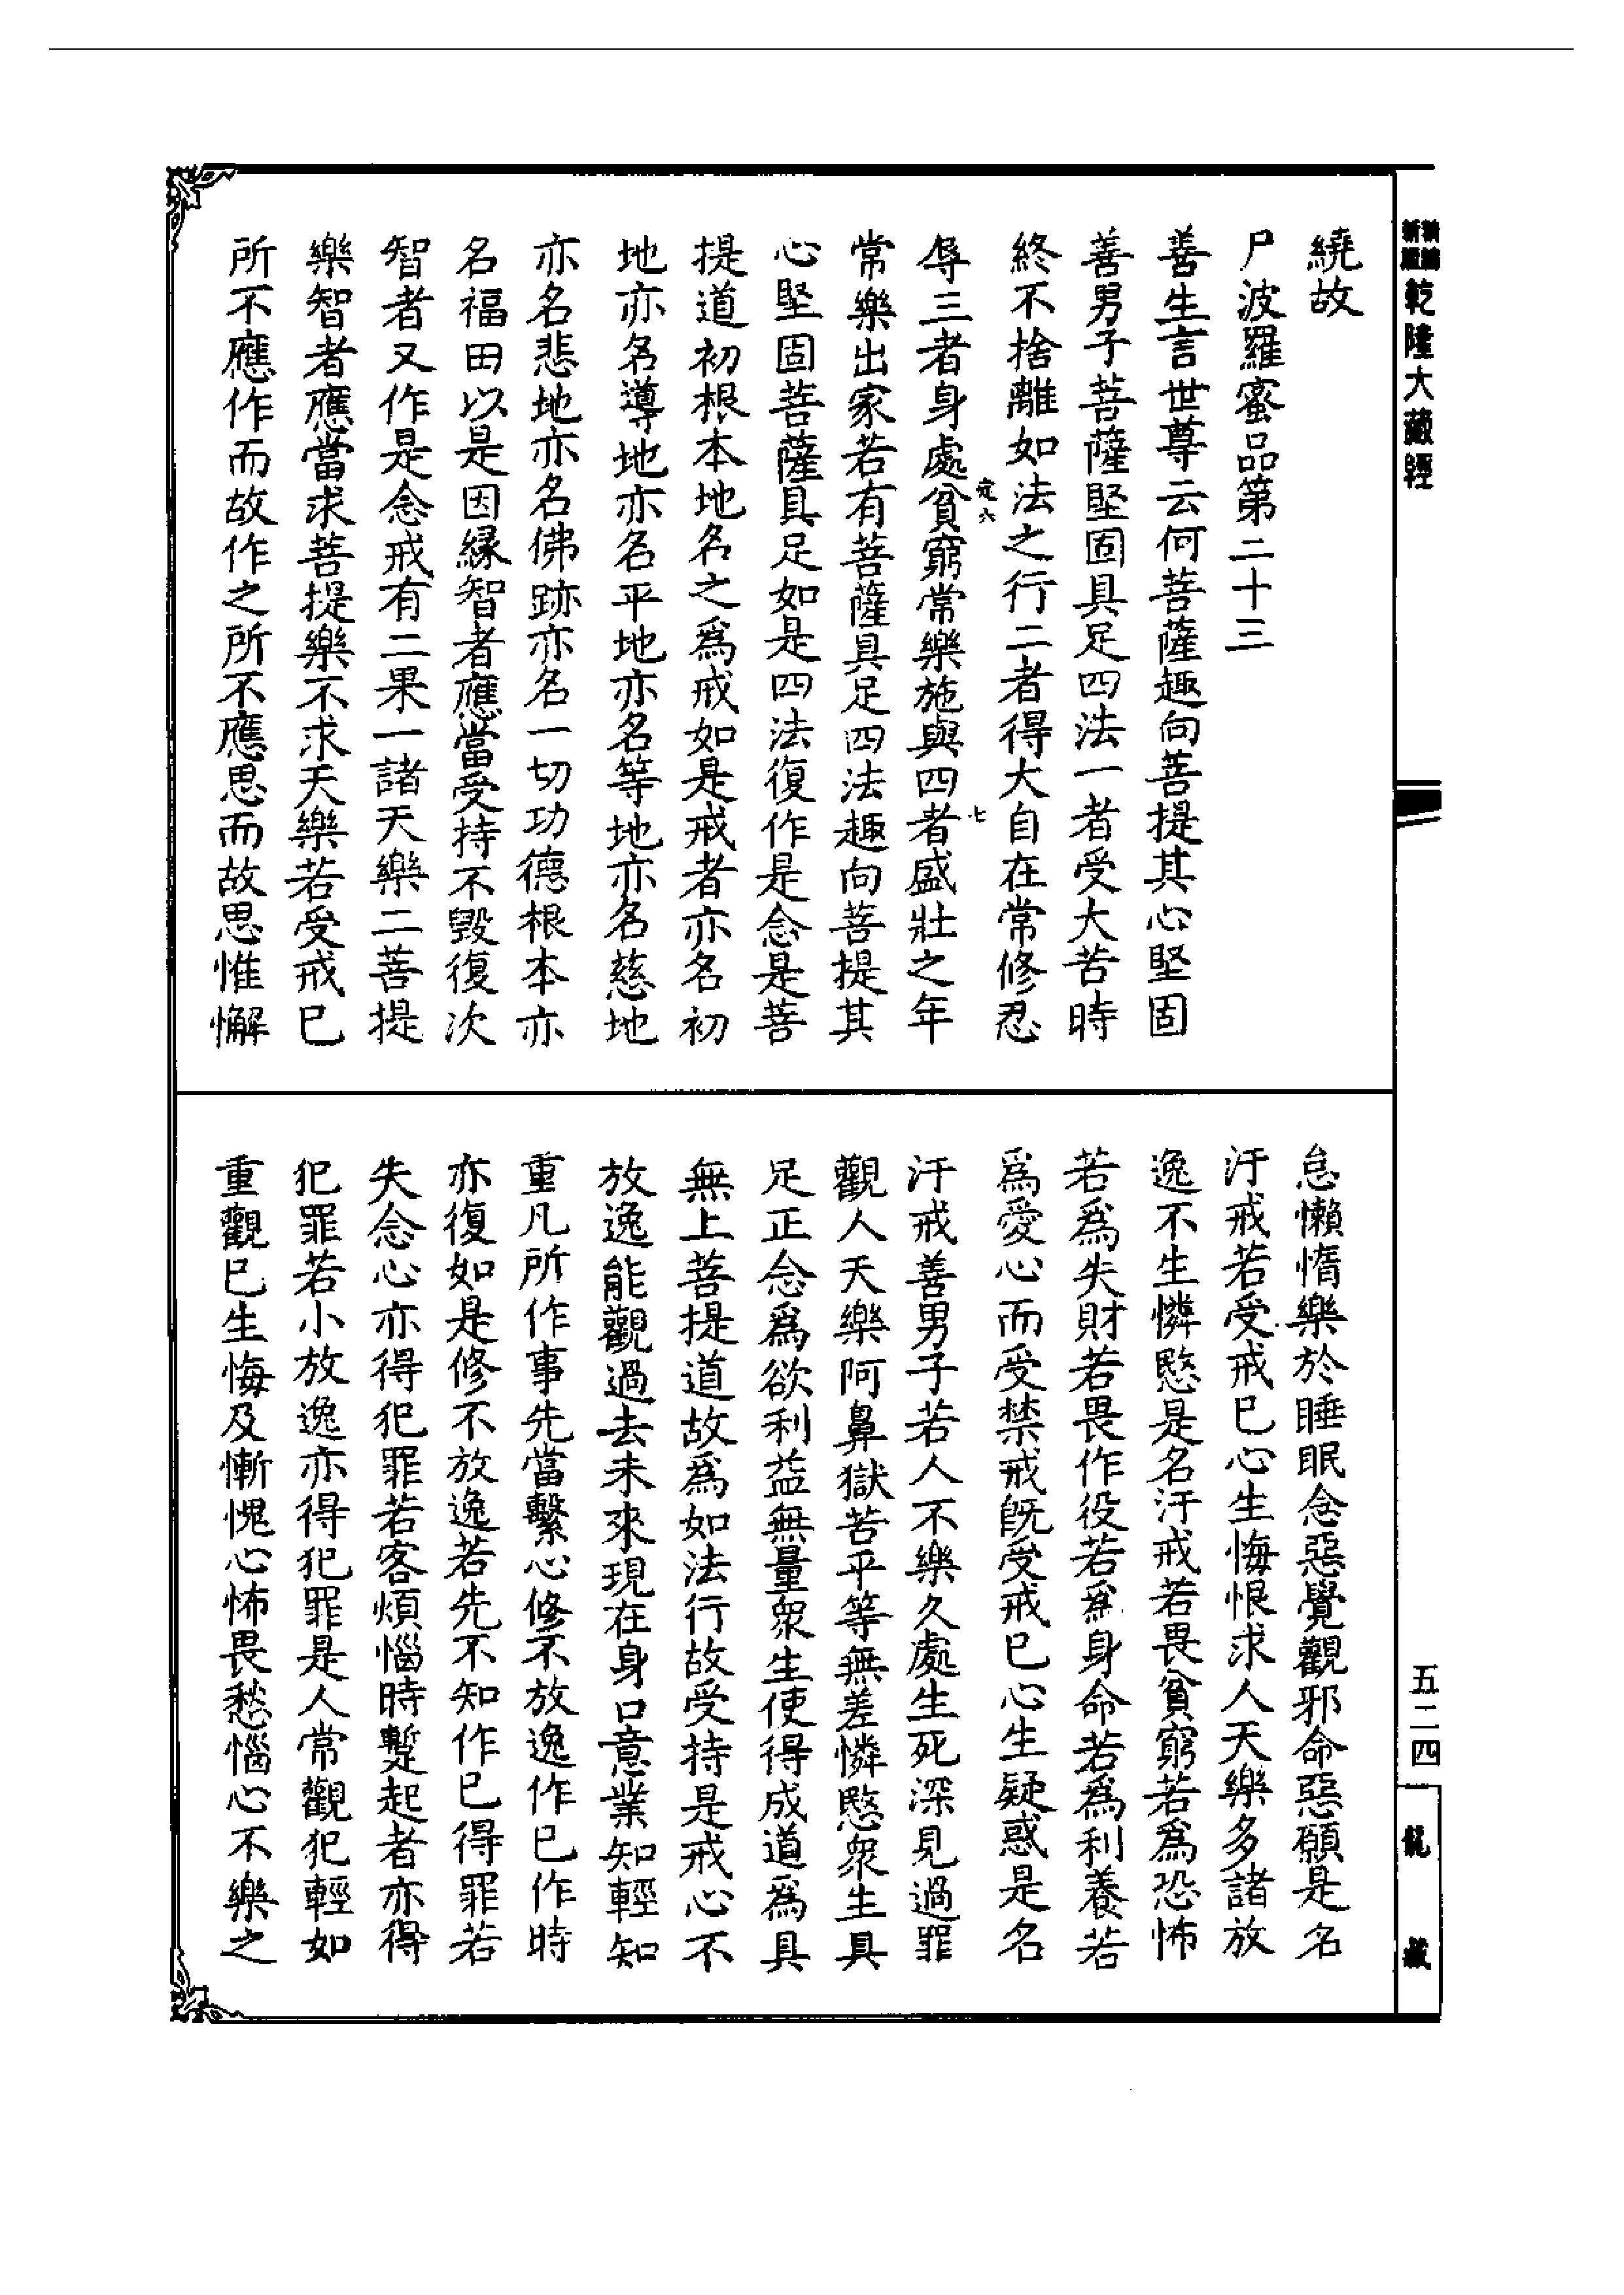 乾隆大藏經
繞故
尸波羅蜜品第二十三
善生言世尊云何菩薩趣向菩提其心堅固
善男子菩薩堅固具足四法一者受大苦時
終不捨離如法之行二者得大自在常修忍
辱三者身處貧窮常樂施與四者盛壯之年
定六
七
常樂出家若有菩薩具足四法趣向菩提其
心堅固菩薩具足如是四法復作是念是菩
提道初根本地名之為戒如是戒者亦名初
地亦名導地亦名平地亦名等地亦名慈地
亦名悲地亦名佛跡亦名一切功德根本亦
名福田以是因緣智者應當受持不毀復次
智者又作是念戒有二果一諸天樂二菩提
樂智者應當求菩提樂不求天樂若受戒已
所不應作而故作之所不應思而故思惟懈
怠懶惰樂於睡眠念惡覺觀邪命惡願是名
汙戒若受戒已心生悔恨求人天樂多諸放
逸不生憐愍是名汙戒若畏貧窮若為恐怖
若為失財若畏作役若為身命若為利養若
為愛心而受禁戒既受戒已心生疑惑是名
汙戒善男子若人不樂久處生死深見過罪
觀人天樂阿鼻獄苦平等無差憐愍衆生具
足正念為欲利益無量衆生使得成道為具
無上菩提道故為如法行故受持是戒心不
放逸能觀過去未來現在身口意業知輕知
重凡所作事先當繫心修不放逸作已作時
亦復如是修不放逸若先不知作已得罪若
失念心亦得犯罪若客煩惱時蹔起者亦得
犯罪若小放逸亦得犯罪是人常觀犯輕如
重觀已生悔及慚愧心怖畏愁惱心不樂之
五二四
龍藏